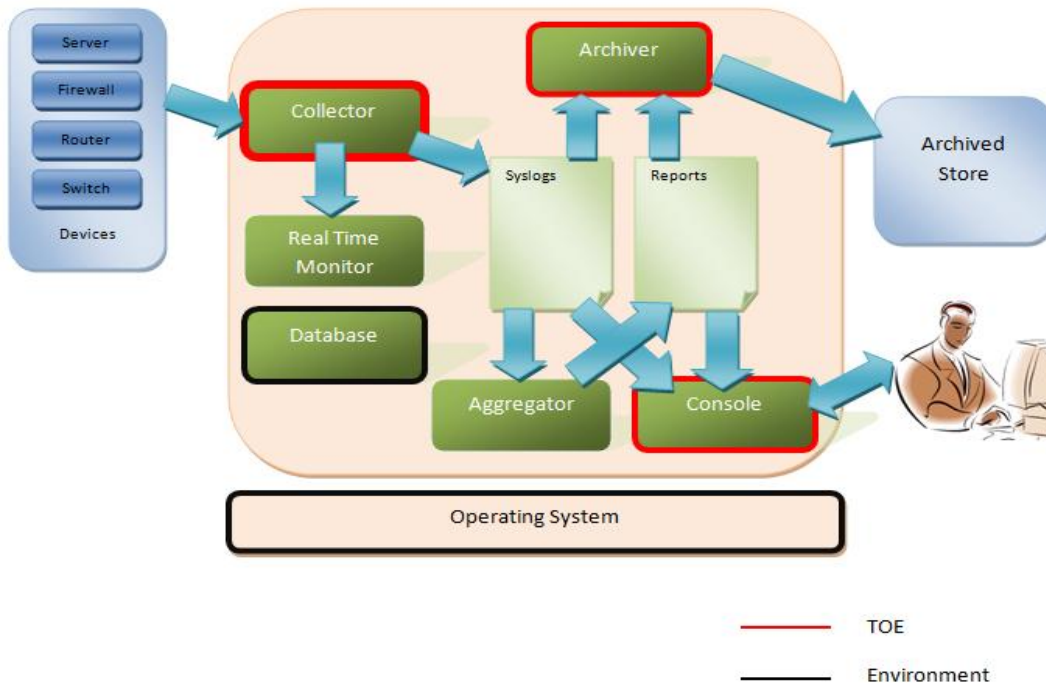 Server
Firewall
Router
Switch
Devices
Collector
Real Time
Monitor
Database
Archiver
Syslogs
Reports
Aggregator
Console
Archived
Store
Operating System
TOE
Environment